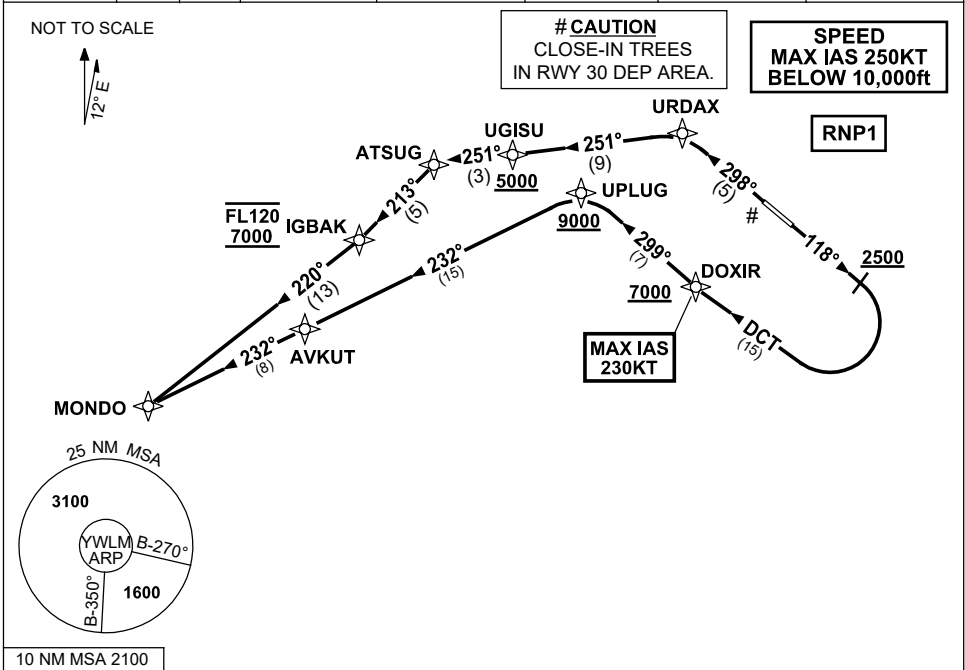 NOT TO SCALE
12° E
# CAUTION
CLOSE-IN TREES
IN RWY 30 DEP AREA.
SPEED
MAX IAS 250KT
BELOW 10,000ft
RNP1
URDAX
UGISU
ATSUG
251°
(9)
251°
(3)
5000
298°
(5)
#
213°
(5)
FL120
7000
IGBAK
UPLUG
9000
118°
2500
299°
(7)
232°
(15)
220°
(13)
DOXIR
7000
DCT
(15)
MAX IAS
230KT
AVKUT
232°
(8)
MONDO
25 NM MSA
3100
YWLM
ARP
B-270°
B-350°
1600
10 NM MSA 2100